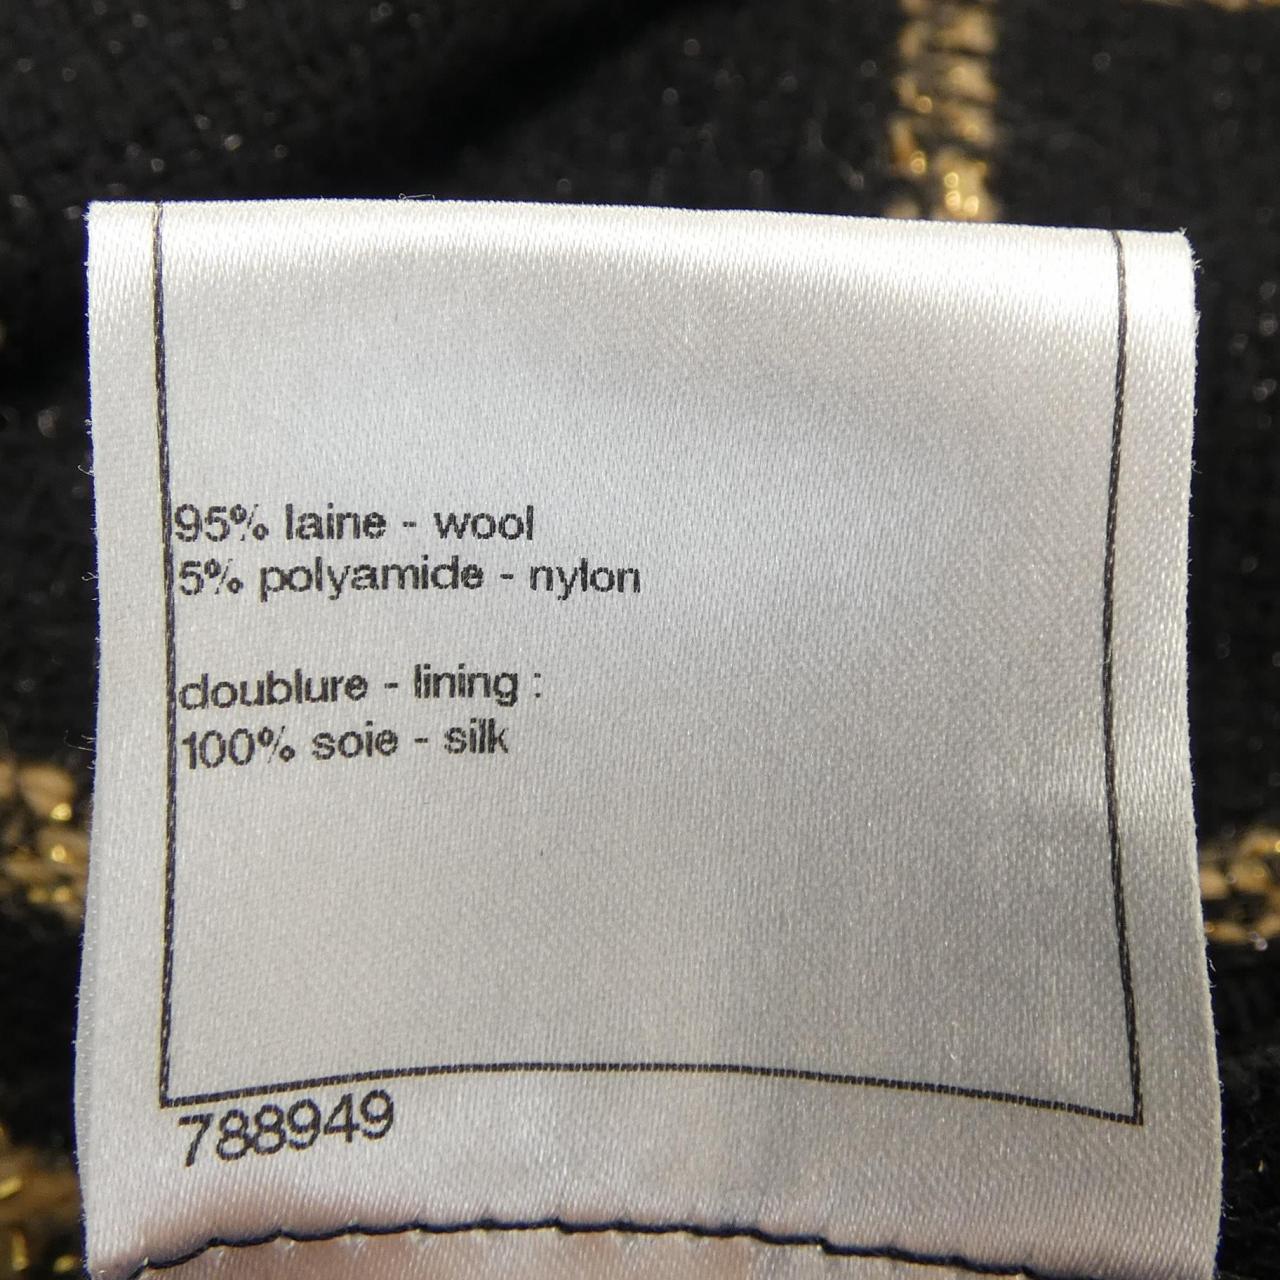 95% laine - wool
5% polyamide - nylon
doublure - lining :
100% soie - silk
788949